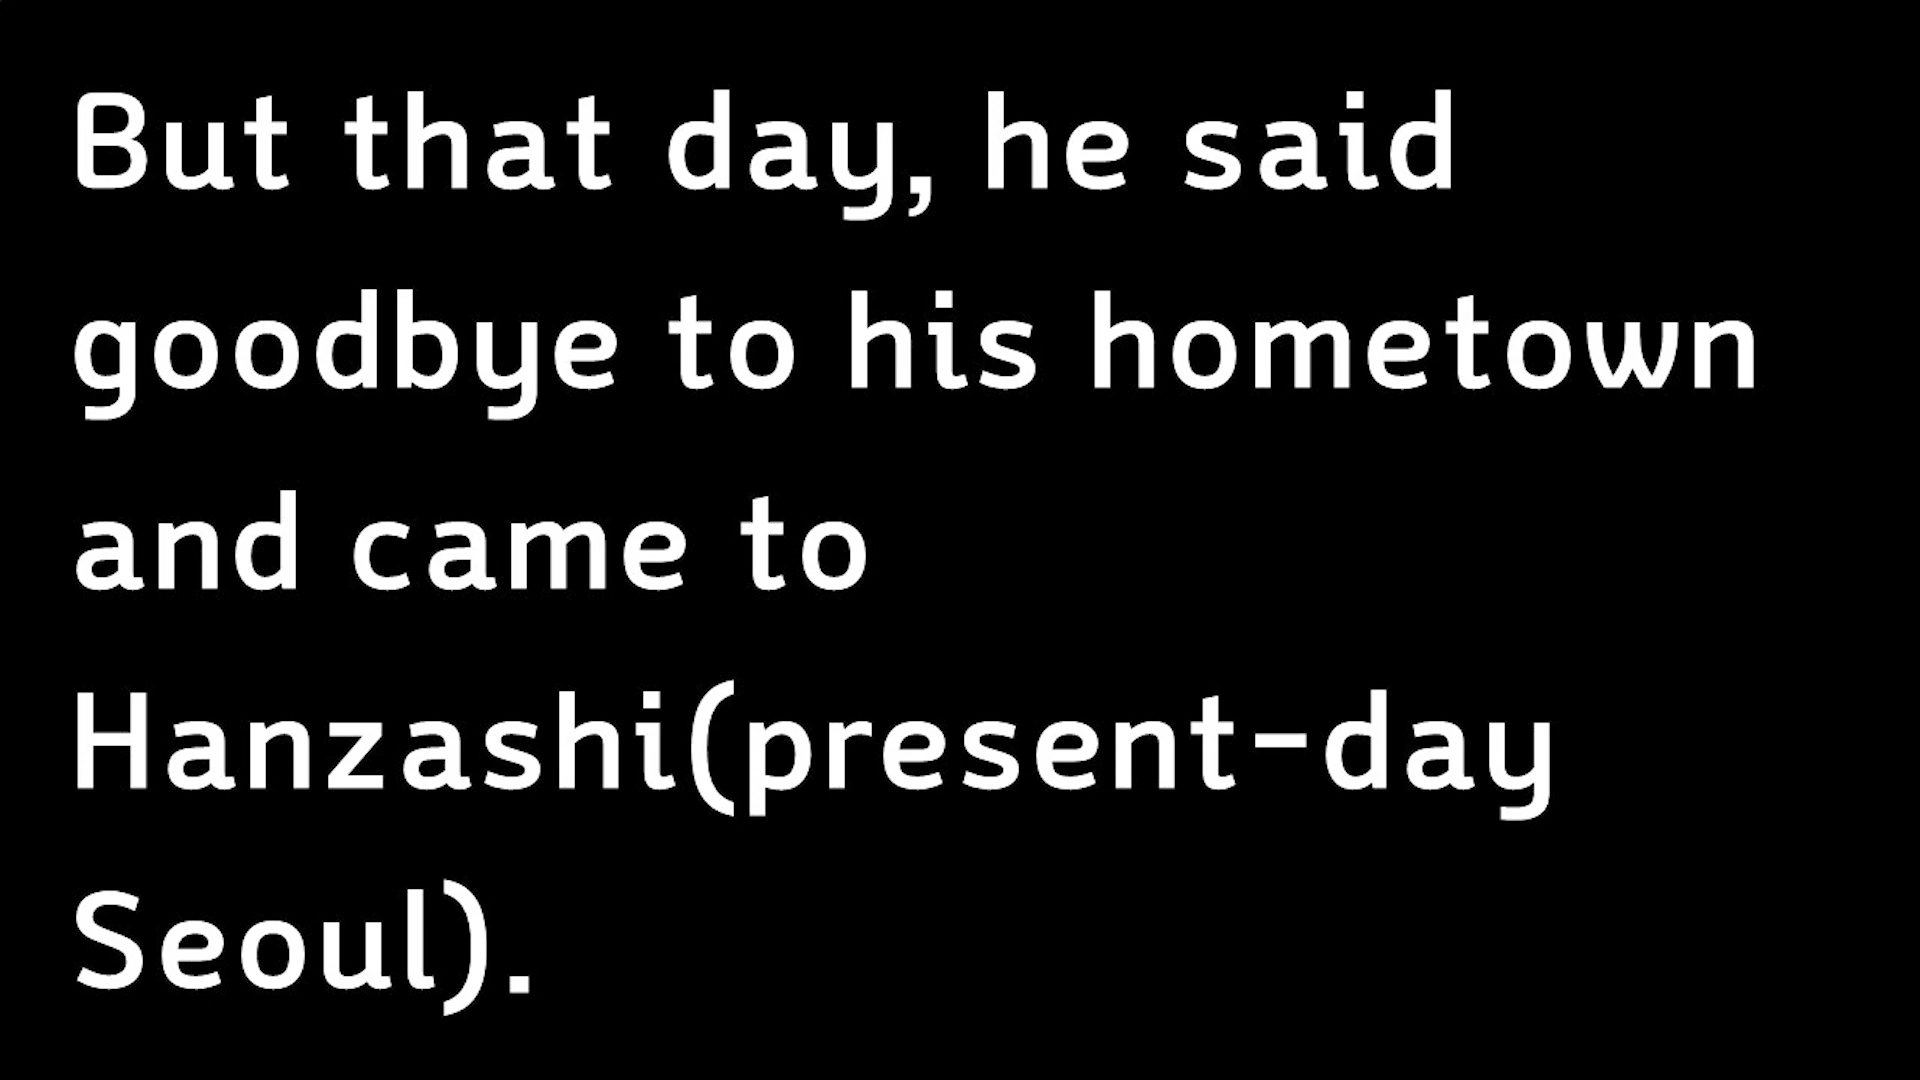 But that day, he said
goodbye to his hometown
and came to
Hanzashi(present-day
Seoul).